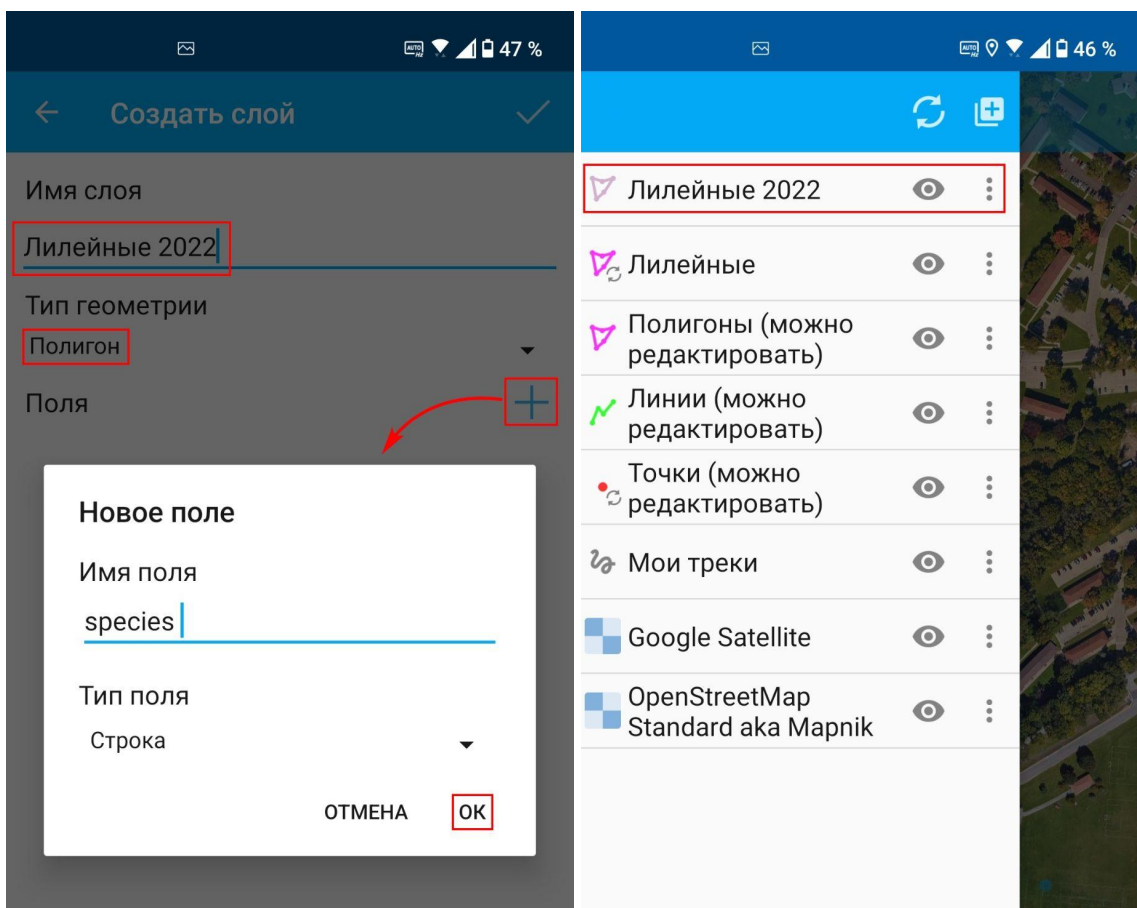 47 %
Создать слой
Имя слоя
Лилейные 2022
Тип геометрии
Полигон
Поля
Новое поле
Имя поля
species
Тип поля
Строка
ОТМЕНА ОК
46 %
Лилейные 2022
Лилейные
Полигоны (можно
редактировать)
Линии (можно
редактировать)
Точки (можно
редактировать)
Мои треки
Google Satellite
OpenStreetMap
Standard aka Mapnik